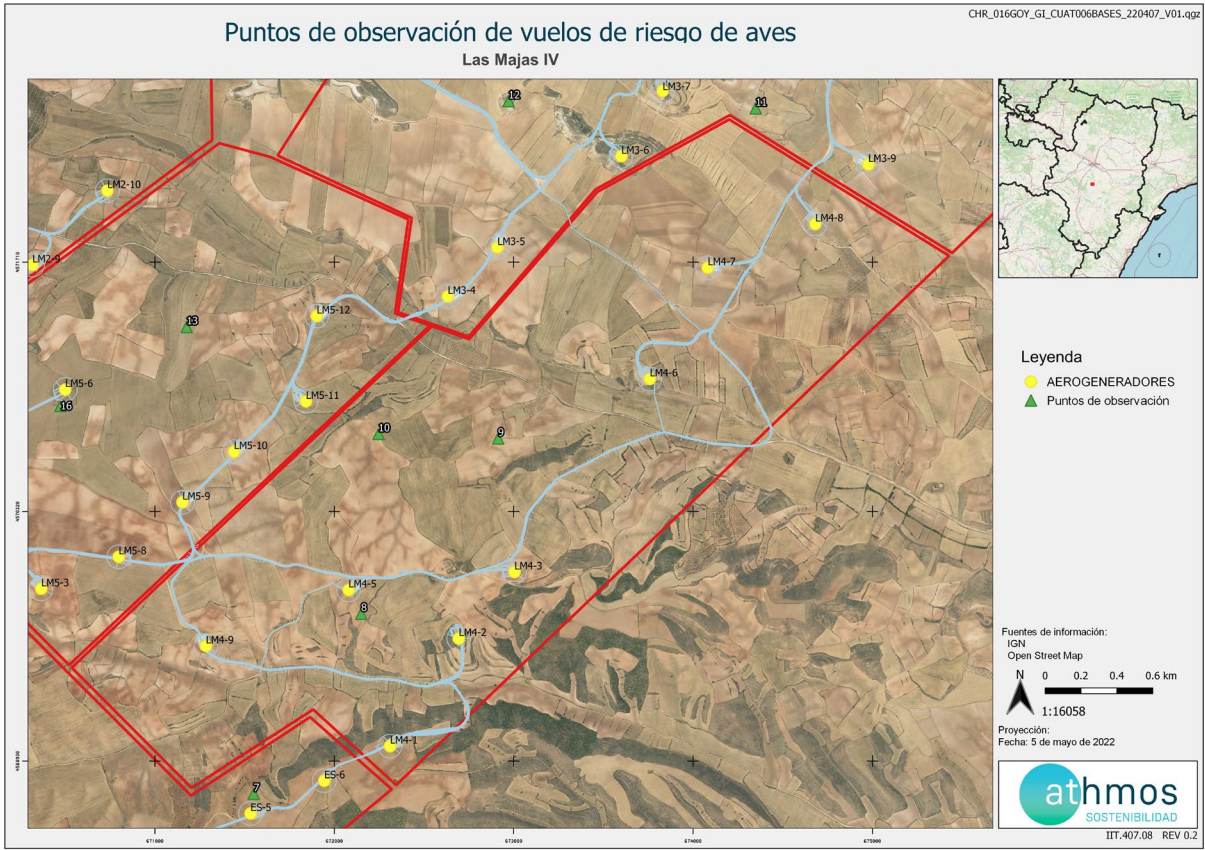 CHR_016GOY_GI_CUAT006BASES_220407_V01.qgz
Puntos de observación de vuelos de riesgo de aves
Las Majas IV
12
LM3-7
11
LM3-6
LM3-9
LM2-10
LM4-8
LM3-5
LM2-9
LM4-7
LM3-4
LM5-12
13
LM4-6
LM5-6
LM5-11
16
10
9
LM5-10
LM5-9
LM5-8
LM4-3
LM5-3
LM4-5
8
LM4-2
LM4-9
LM4-1
ES-6
7
ES-5
671000
672000
673000
674000
675000
Leyenda
AEROGENERADORES
Puntos de observación
Fuentes de información:
IGN
Open Street Map
N
0 0.2 0.4 0.6 km
1:16058
Proyección:
Fecha: 5 de mayo de 2022
athmos
SOSTENIBILIDAD
IIT.407.08 REV 0.2